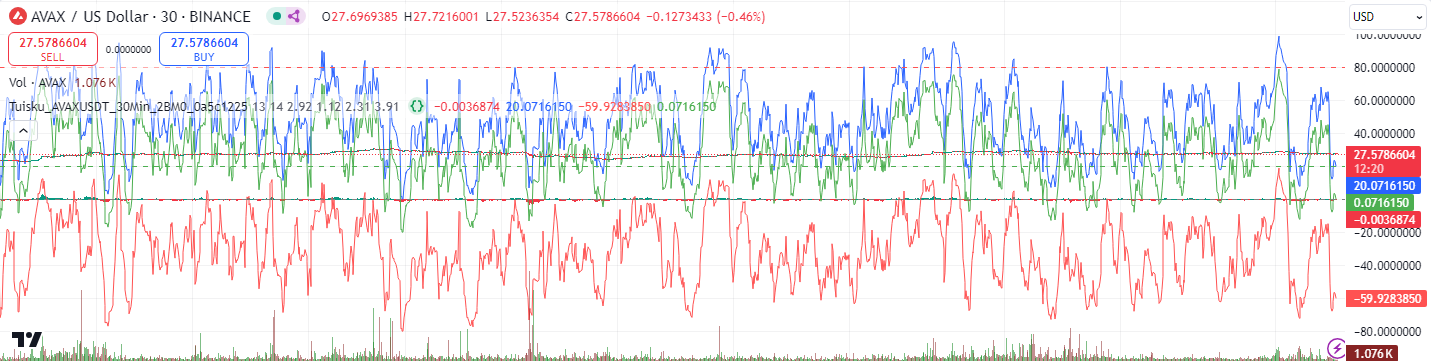 AVAX / US Dollar · 30 · BINANCE O27.6969385 H27.7216001 L27.5236354 C27.5786604 −0.1273433 (−0.46%)
USD
27.5786604
SELL
0.0000000
27.5786604
BUY
Vol · AVAX 1.076 K
Tuisku_AVAXUSDT_30Min_2BM0_0a5c1225 13 14 2.92 1.12 2.31 3.91 {} −0.0036874 20.0716150 −59.9283850 0.0716150
100.0000000
80.0000000
60.0000000
40.0000000
27.5786604
12:20
20.0716150
0.0716150
−0.0036874
−20.0000000
−40.0000000
−59.9283850
−80.0000000
1.076 K